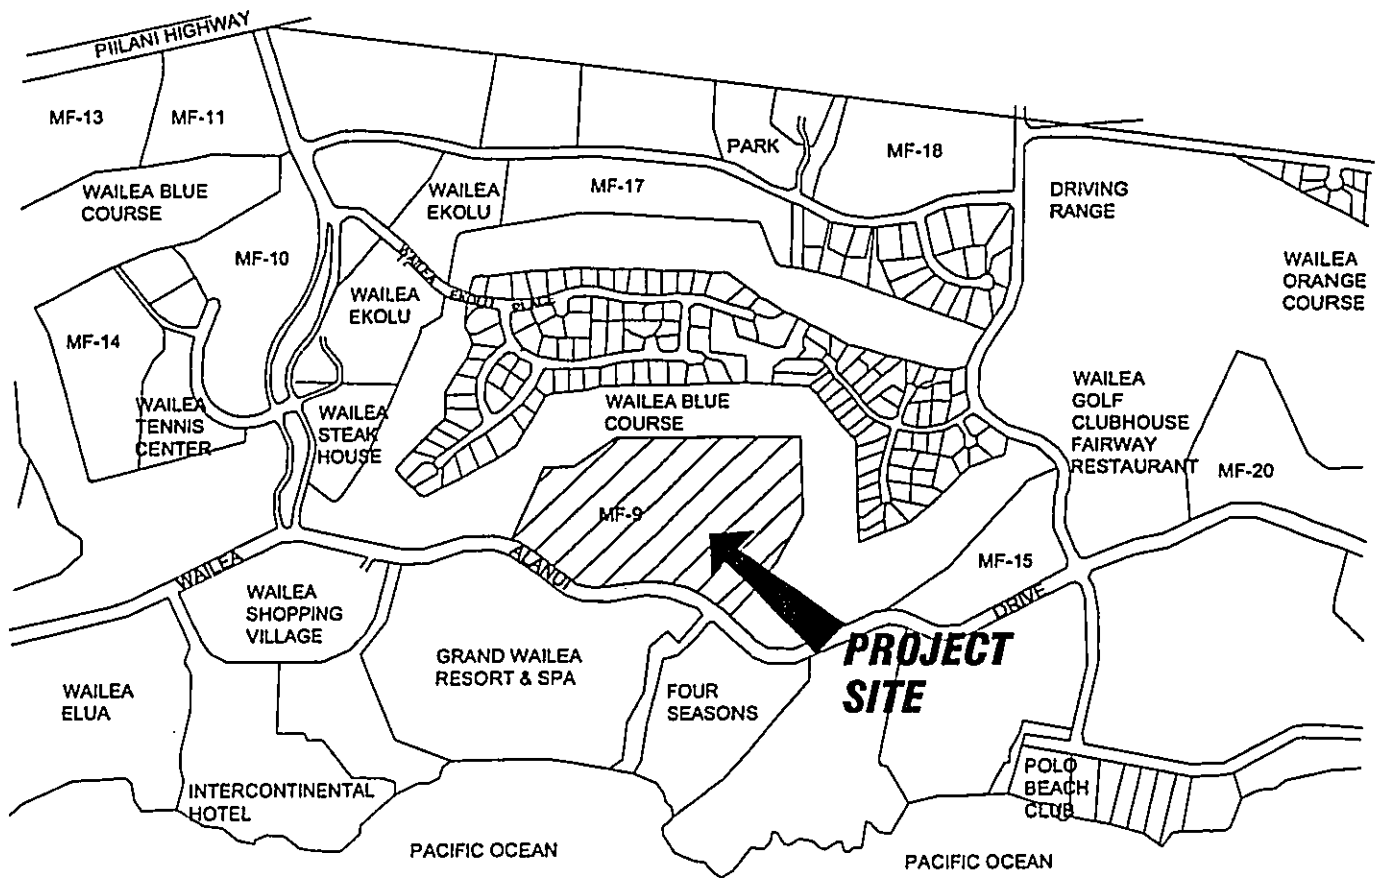 PIILANI HIGHWAY
MF-13
MF-11
PARK
MF-18
WAILEA BLUE
COURSE
WAILEA
EKOLU
MF-17
DRIVING
RANGE
MF-10
WAILEA
EKOLU
WAILEA EKOLU PLACE
WAILEA
ORANGE
COURSE
MF-14
WAILEA
TENNIS
CENTER
WAILEA
STEAK
HOUSE
WAILEA BLUE
COURSE
WAILEA
GOLF
CLUBHOUSE
FAIRWAY
RESTAURANT
MF-20
MF-9
WAILEA ALANUI DRIVE
MF-15
WAILEA
SHOPPING
VILLAGE
GRAND WAILEA
RESORT & SPA
PROJECT
SITE
WAILEA
ELUA
FOUR
SEASONS
INTERCONTINENTAL
HOTEL
POLO
BEACH
CLUB
PACIFIC OCEAN
PACIFIC OCEAN